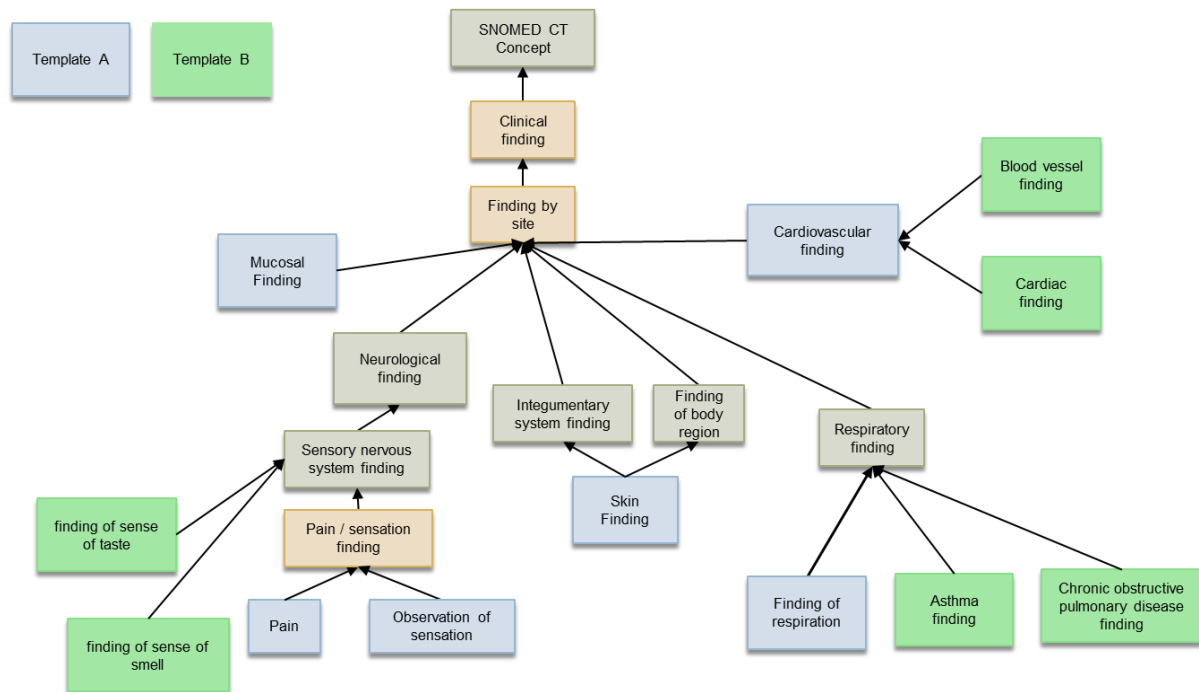 Template A
Template B
SNOMED CT
Concept
Clinical
finding
Finding by
site
Blood vessel
finding
Cardiovascular
finding
Mucosal
Finding
Cardiac
finding
Neurological
finding
Integumentary
system finding
Finding
of body
region
Respiratory
finding
Sensory nervous
system finding
finding of sense
of taste
Pain / sensation
finding
Skin
Finding
Pain
Observation of
sensation
Finding of
respiration
Asthma
finding
Chronic obstructive
pulmonary disease
finding
finding of sense of
smell